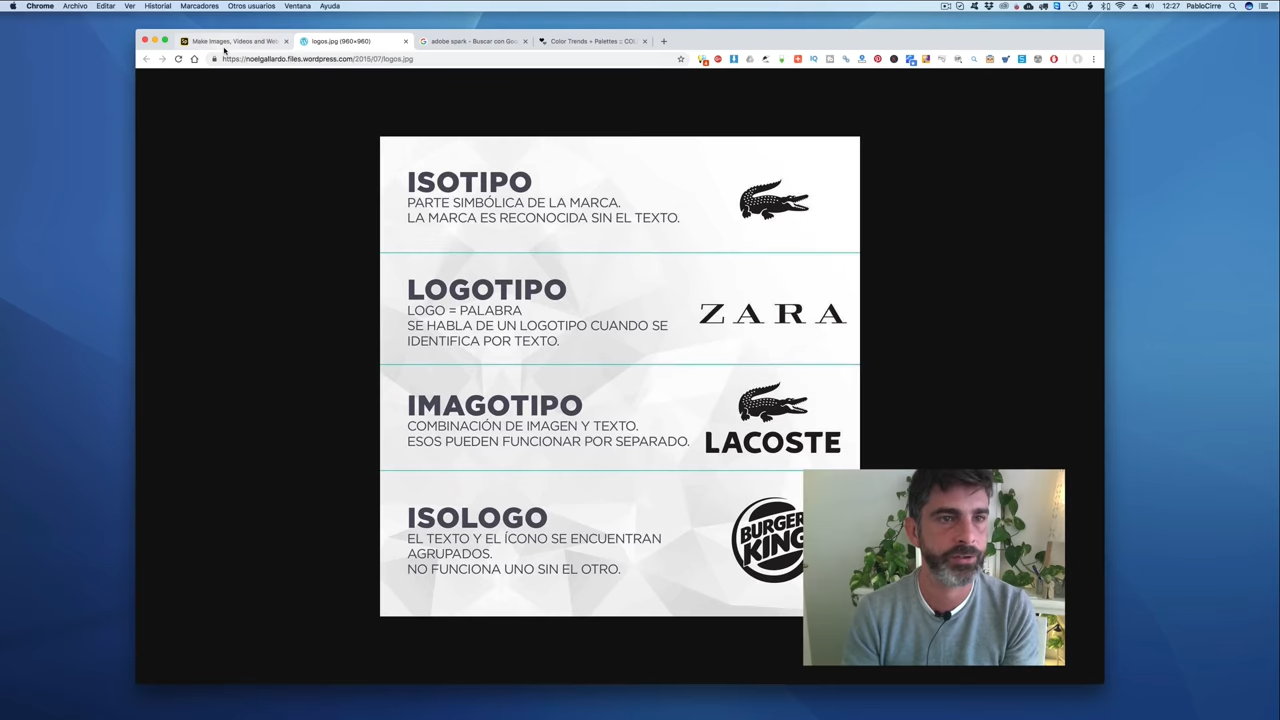 Chrome Archivo Editar Ver Historial Marcadores Otros usuarios Ventana Ayuda 12:27 PabloCirre
Make Images, Videos and Web
logos.jpg (960×960)
adobe spark - Buscar con Goo
Color Trends + Palettes :: COL
https://noelgallardo.files.wordpress.com/2015/07/logos.jpg
ISOTIPO
PARTE SIMBÓLICA DE LA MARCA.
LA MARCA ES RECONOCIDA SIN EL TEXTO.
LOGOTIPO
LOGO = PALABRA
SE HABLA DE UN LOGOTIPO CUANDO SE
IDENTIFICA POR TEXTO.
ZARA
IMAGOTIPO
COMBINACIÓN DE IMAGEN Y TEXTO.
ESOS PUEDEN FUNCIONAR POR SEPARADO.
LACOSTE
ISOLOGO
EL TEXTO Y EL ÍCONO SE ENCUENTRAN
AGRUPADOS.
NO FUNCIONA UNO SIN EL OTRO.
BURGER
KING